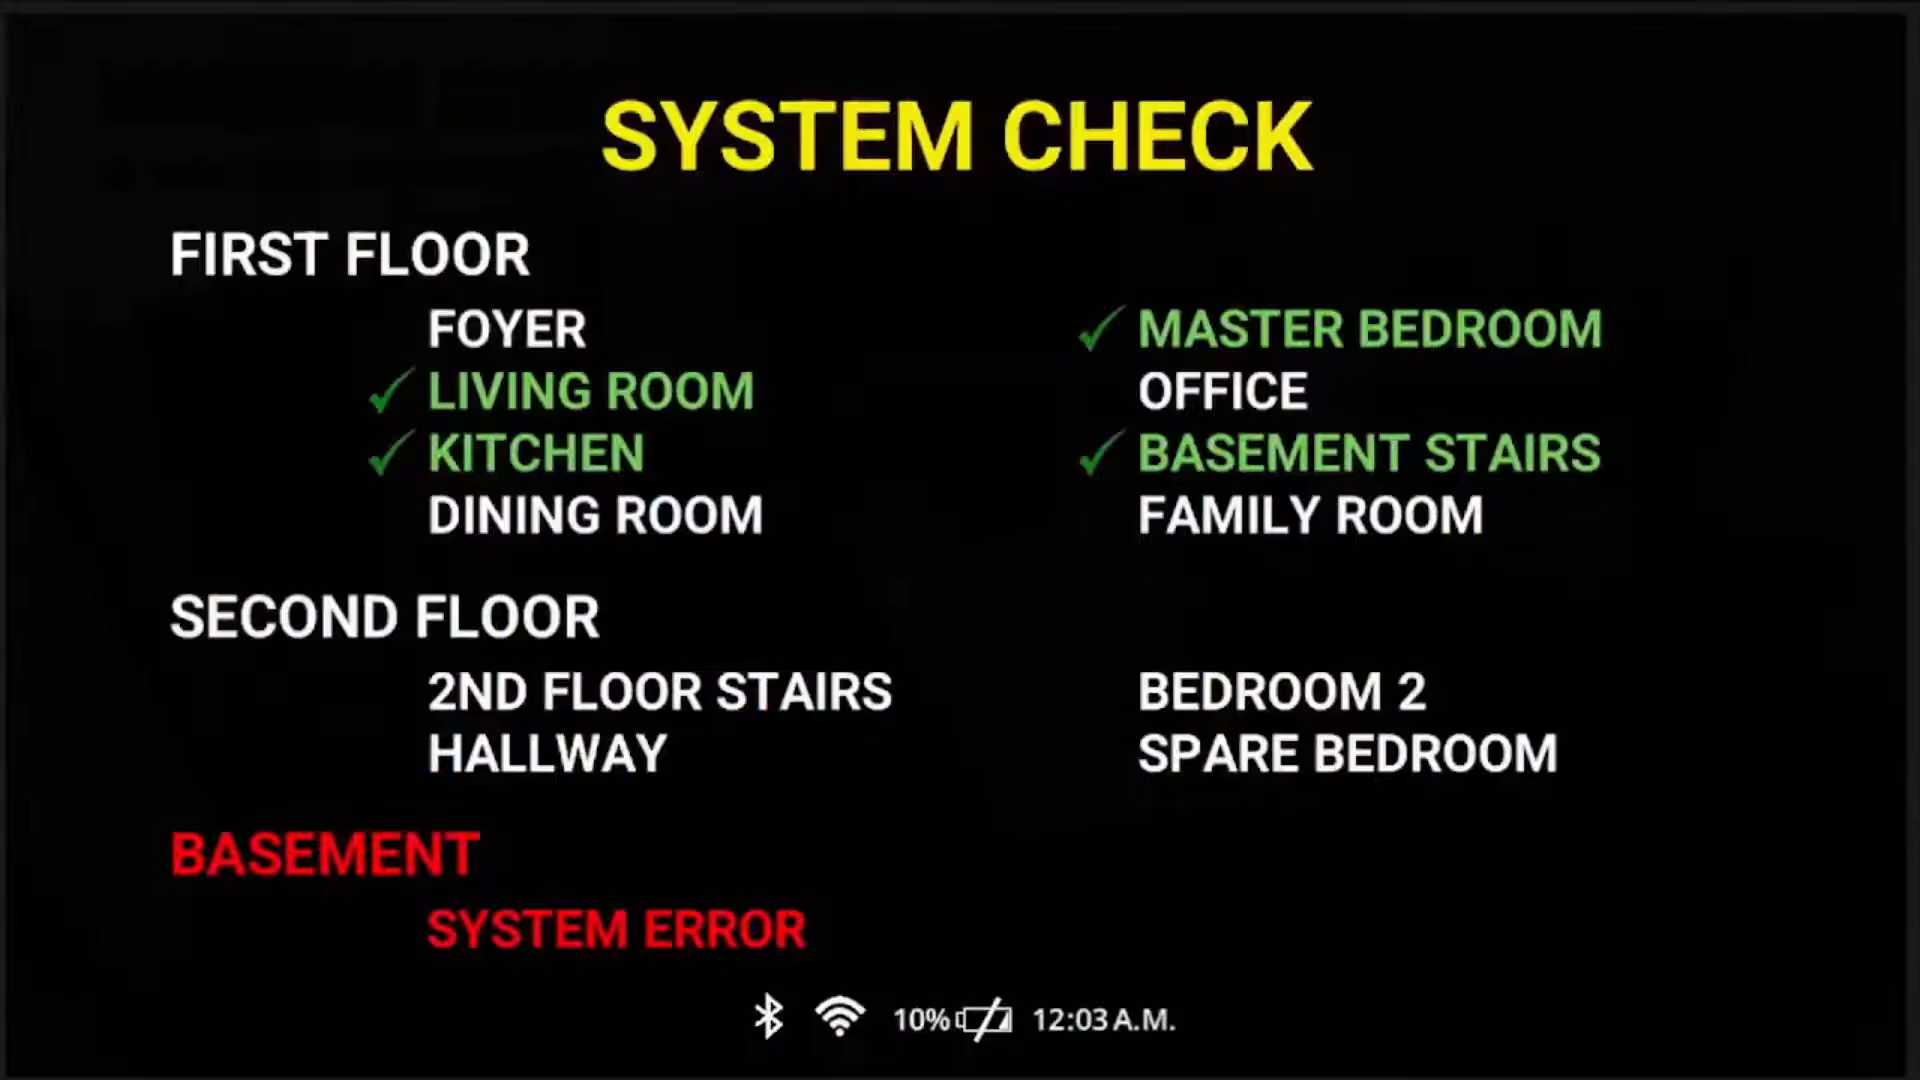 SYSTEM CHECK
FIRST FLOOR
FOYER
LIVING ROOM
KITCHEN
DINING ROOM
MASTER BEDROOM
OFFICE
BASEMENT STAIRS
FAMILY ROOM
SECOND FLOOR
2ND FLOOR STAIRS
HALLWAY
BEDROOM 2
SPARE BEDROOM
BASEMENT
SYSTEM ERROR
10% 12:03 A.M.